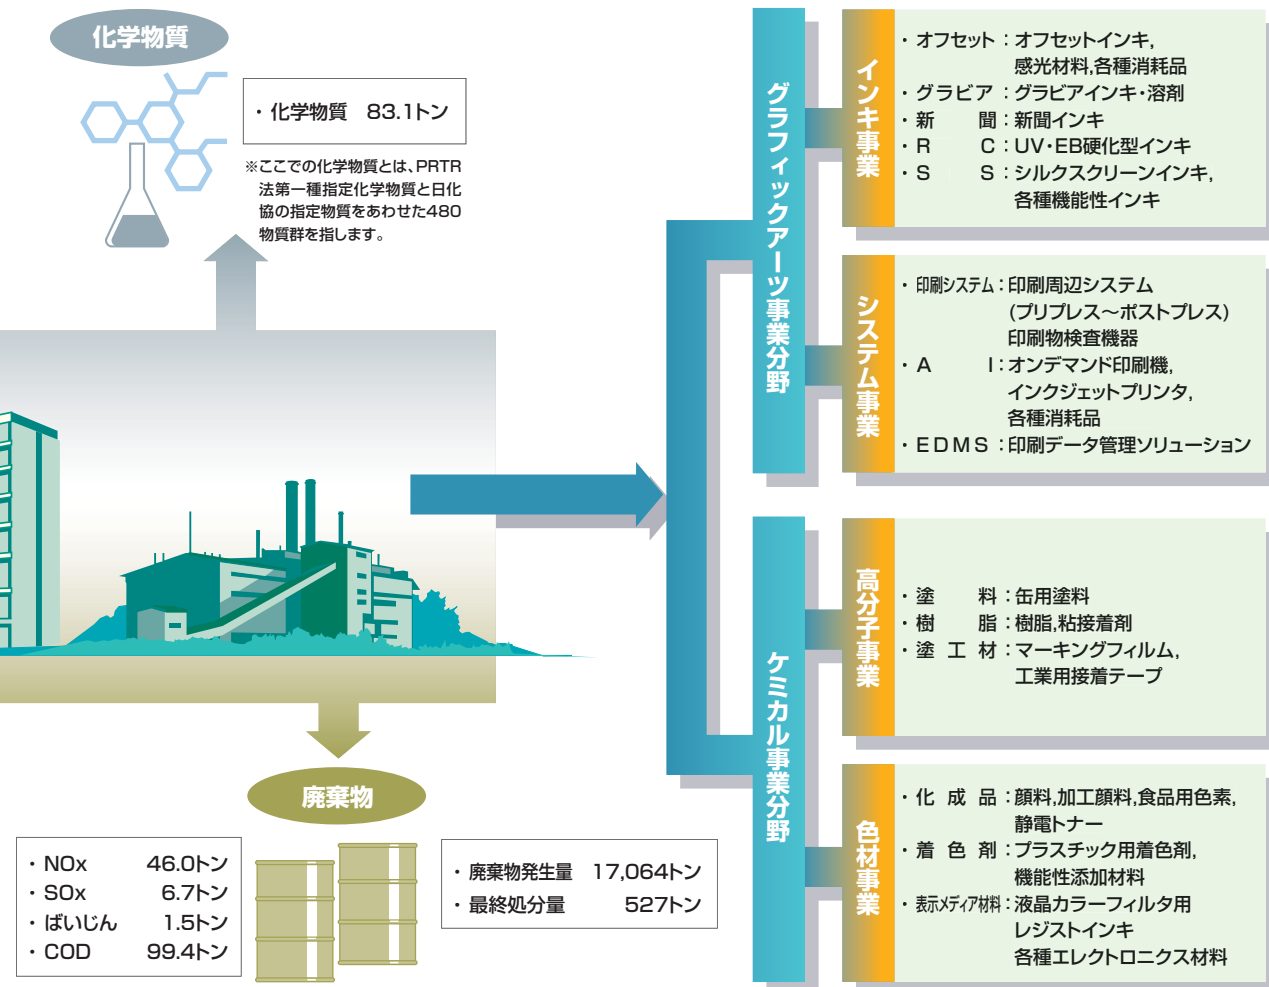 化学物質
・ 化学物質 83.1トン
※ここでの化学物質とは、PRTR
法第一種指定化学物質と日化
協の指定物質をあわせた480
物質群を指します。
廃棄物
・ NOx 46.0トン
・ SOx 6.7トン
・ ばいじん 1.5トン
・ COD 99.4トン
・ 廃棄物発生量 17,064トン
・ 最終処分量 527トン
グラフィックアーツ事業分野
インキ事業
・ オフセット：オフセットインキ,
感光材料,各種消耗品
・ グラビア：グラビアインキ・溶剤
・ 新聞：新聞インキ
・ R C：UV・EB硬化型インキ
・ S S：シルクスクリーンインキ,
各種機能性インキ
システム事業
・ 印刷システム：印刷周辺システム
(プリプレス〜ポストプレス)
印刷物検査機器
・ A I：オンデマンド印刷機,
インクジェットプリンタ,
各種消耗品
・ EDMS：印刷データ管理ソリューション
ケミカル事業分野
高分子事業
・ 塗料：缶用塗料
・ 樹脂：樹脂,粘接着剤
・ 塗工材：マーキングフィルム,
工業用接着テープ
色材事業
・ 化成品：顔料,加工顔料,食品用色素,
静電トナー
・ 着色剤：プラスチック用着色剤,
機能性添加材料
・ 表示メディア材料：液晶カラーフィルタ用
レジストインキ
各種エレクトロニクス材料